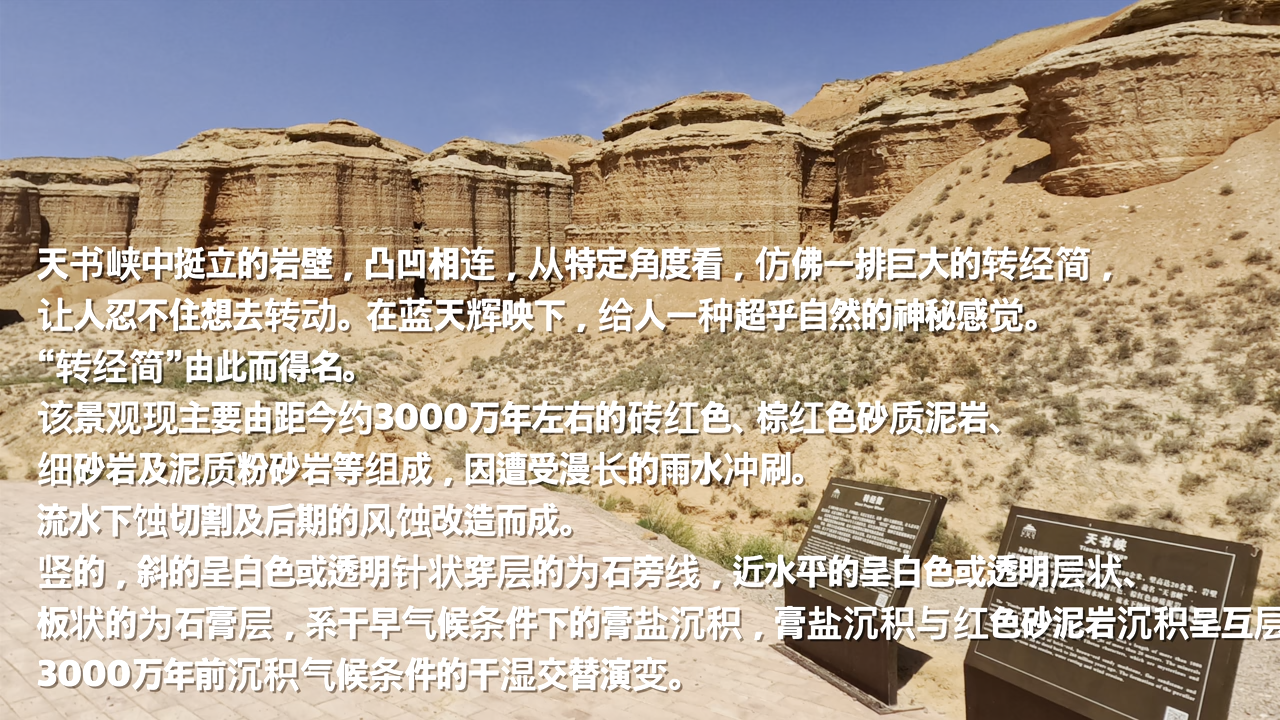 天书峡中挺立的岩壁，凸凹相连，从特定角度看，仿佛一排巨大的转经简，
让人忍不住想去转动。在蓝天辉映下，给人一种超乎自然的神秘感觉。
“转经简”由此而得名。
该景观现主要由距今约3000万年左右的砖红色、棕红色砂质泥岩、
细砂岩及泥质粉砂岩等组成，因遭受漫长的雨水冲刷。
流水下蚀切割及后期的风蚀改造而成。
竖的，斜的呈白色或透明针状穿层的为石旁线，近水平的呈白色或透明层状、
板状的为石膏层，系干旱气候条件下的膏盐沉积，膏盐沉积与红色砂泥岩沉积呈互层
3000万年前沉积气候条件的干湿交替演变。
转经筒
天书峡